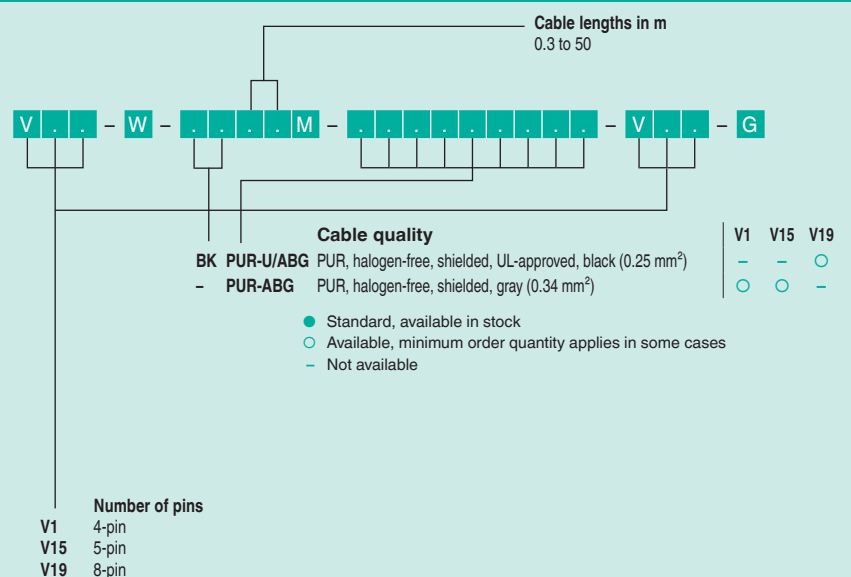 Cable lengths in m
0.3 to 50
V . . – W – . . . . M – . . . . . . . . . – V . . – G
Cable quality V1 V15 V19
BK PUR-U/ABG PUR, halogen-free, shielded, UL-approved, black (0.25 mm²) – – ○
– PUR-ABG PUR, halogen-free, shielded, gray (0.34 mm²) ○ ○ –
● Standard, available in stock
○ Available, minimum order quantity applies in some cases
– Not available
Number of pins
V1 4-pin
V15 5-pin
V19 8-pin